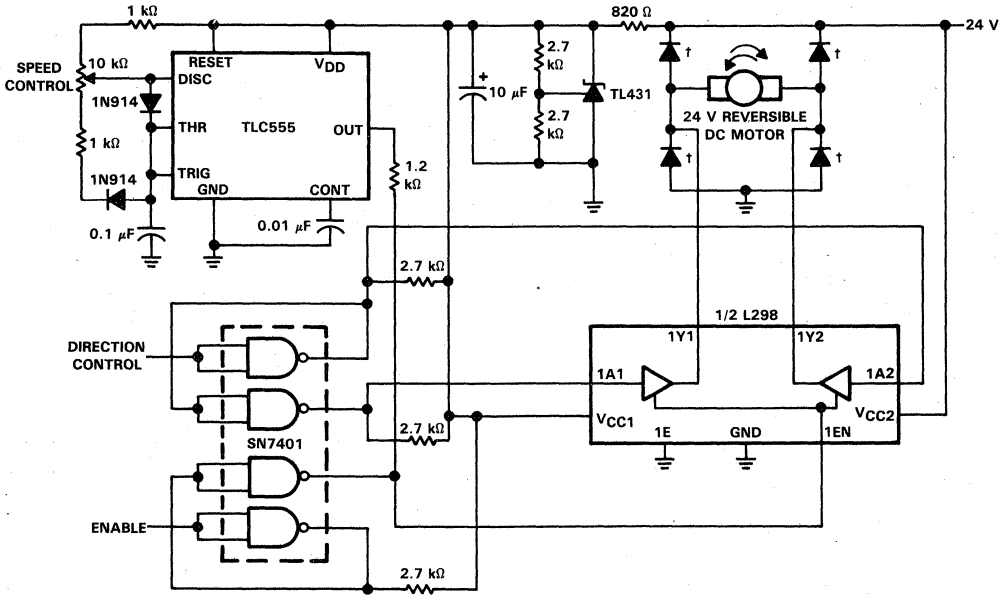 1 kΩ
820 Ω
24 V
RESET
VDD
10 kΩ
SPEED
CONTROL
DISC
1N914
THR
TLC555
OUT
1 kΩ
1N914
TRIG
GND
CONT
0.1 μF
0.01 μF
1.2
kΩ
+
10 μF
2.7
kΩ
2.7
kΩ
TL431
†
†
24 V REVERSIBLE
DC MOTOR
†
†
2.7 kΩ
DIRECTION
CONTROL
SN7401
2.7 kΩ
ENABLE
2.7 kΩ
1/2 L298
1Y1
1Y2
1A1
1A2
VCC1
VCC2
1E
GND
1EN